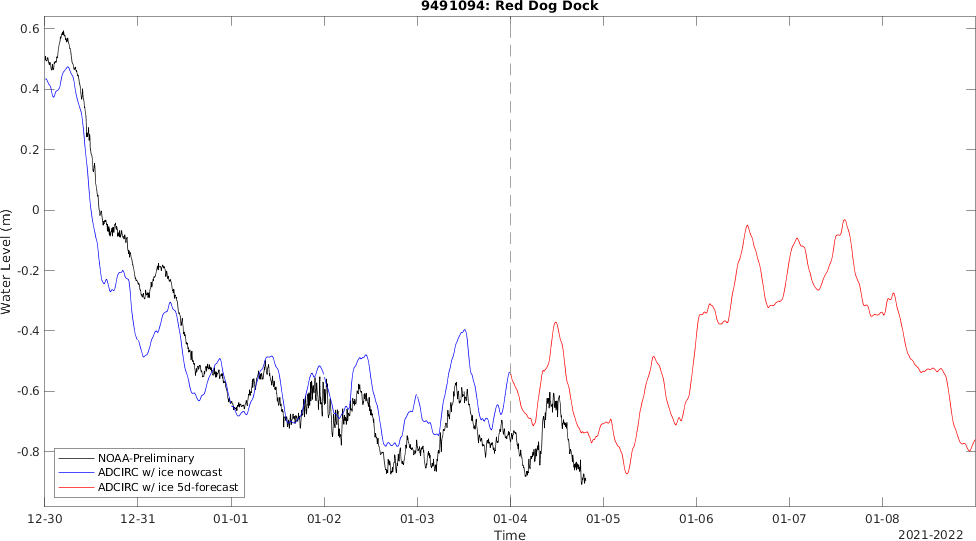 9491094: Red Dog Dock
0.6
0.4
0.2
0
-0.2
-0.4
-0.6
-0.8
Water Level (m)
NOAA-Preliminary
ADCIRC w/ ice nowcast
ADCIRC w/ ice 5d-forecast
12-30 12-31 01-01 01-02 01-03 01-04 01-05 01-06 01-07 01-08
Time
2021-2022